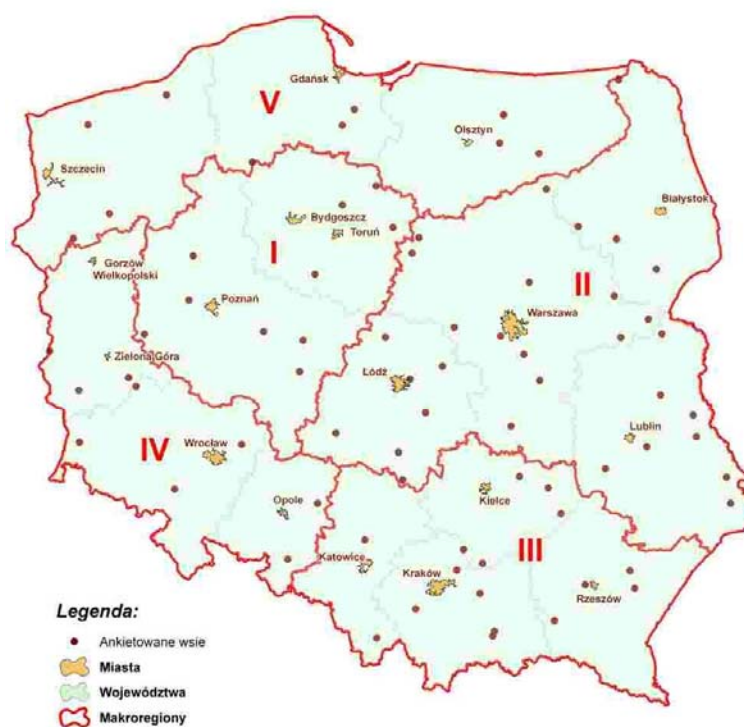 Gdańsk
V
Olsztyn
Szczecin
Białystok
Bydgoszcz
Toruń
Gorzów
Wielkopolski
I
II
Poznań
Warszawa
Zielona Góra
Łódź
Lublin
IV
Wrocław
Kielce
Opole
III
Katowice
Kraków
Rzeszów
Legenda:
Ankietowane wsie
Miasta
Województwa
Makroregiony